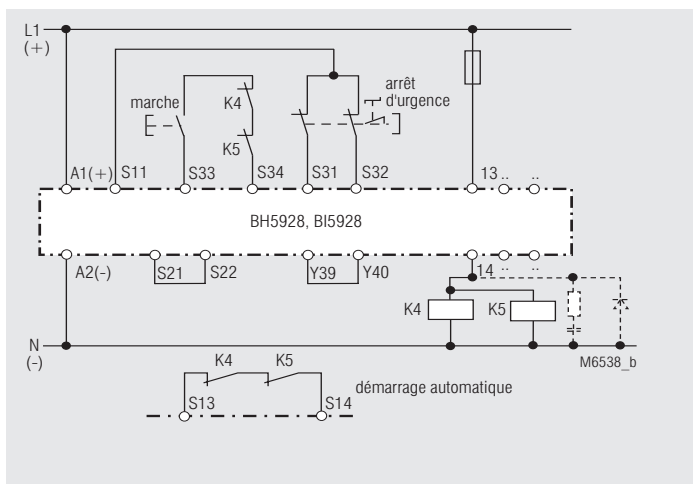 L1
(+)
marche
K4
K5
arrêt
d'urgence
A1(+) S11 S33 S34 S31 S32 13 .. ..
BH5928, BI5928
A2(-) S21 S22 Y39 Y40 14 .. ..
K4 K5
N
(-)
M6538_b
K4 K5
démarrage automatique
S13 S14